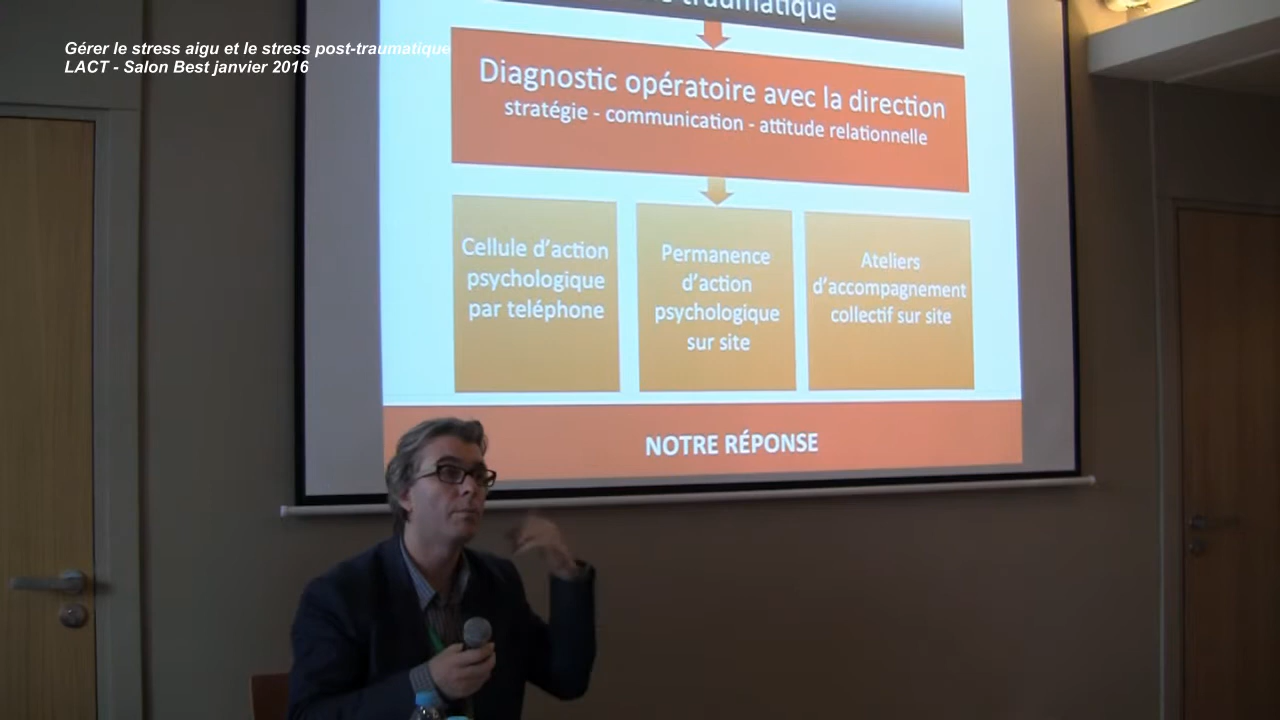 Gérer le stress aigu et le stress post-traumatique
LACT - Salon Best janvier 2016
traumatique
Diagnostic opératoire avec la direction
stratégie - communication - attitude relationnelle
Cellule d'action
psychologique
par teléphone
Permanence
d'action
psychologique
sur site
Ateliers
d'accompagnement
collectif sur site
NOTRE RÉPONSE